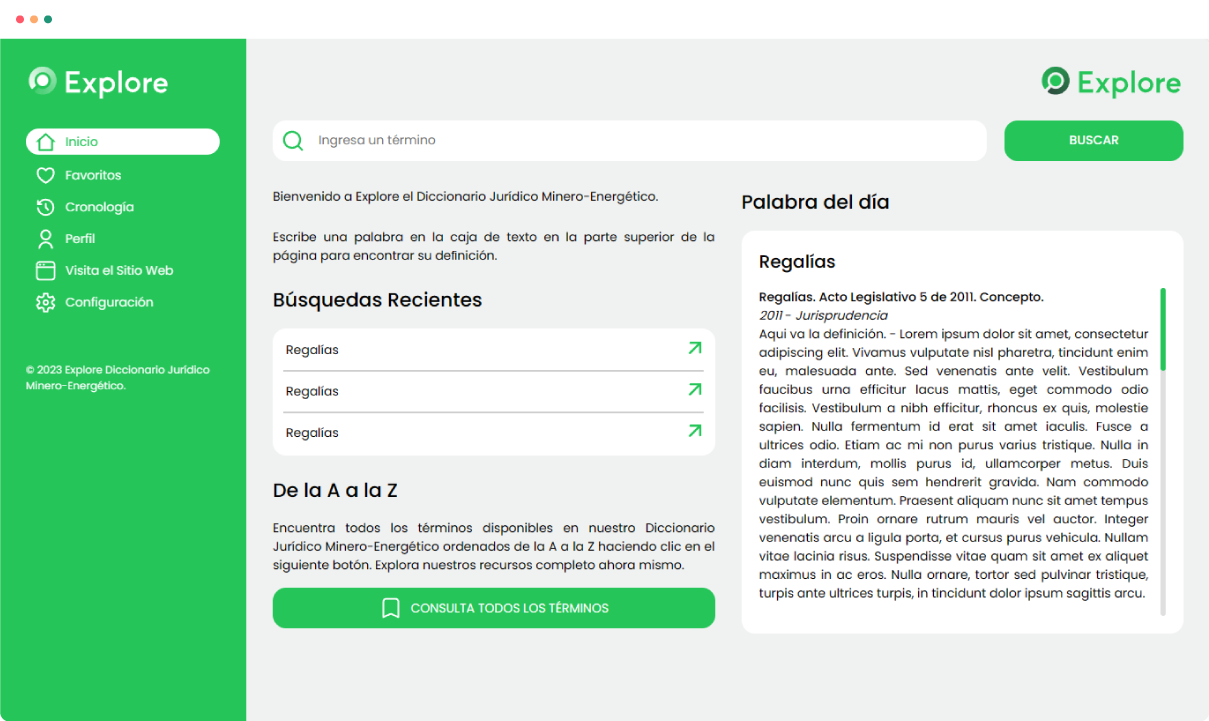 Explore
Inicio
Favoritos
Cronología
Perfil
Visita el Sitio Web
Configuración
© 2023 Explore Diccionario Jurídico
Minero-Energético.
Explore
Ingresa un término
BUSCAR
Bienvenido a Explore el Diccionario Jurídico Minero-Energético.
Escribe una palabra en la caja de texto en la parte superior de la
página para encontrar su definición.
Búsquedas Recientes
Regalías
Regalías
Regalías
De la A a la Z
Encuentra todos los términos disponibles en nuestro Diccionario
Jurídico Minero-Energético ordenados de la A a la Z haciendo clic en el
siguiente botón. Explora nuestros recursos completo ahora mismo.
CONSULTA TODOS LOS TÉRMINOS
Palabra del día
Regalías
Regalías. Acto Legislativo 5 de 2011. Concepto.
2011 - Jurisprudencia
Aqui va la definición. - Lorem ipsum dolor sit amet, consectetur
adipiscing elit. Vivamus vulputate nisl pharetra, tincidunt enim
eu, malesuada ante. Sed venenatis ante velit. Vestibulum
faucibus urna efficitur lacus mattis, eget commodo odio
facilisis. Vestibulum a nibh efficitur, rhoncus ex quis, molestie
sapien. Nulla fermentum id erat sit amet iaculis. Fusce a
ultrices odio. Etiam ac mi non purus varius tristique. Nulla in
diam interdum, mollis purus id, ullamcorper metus. Duis
euismod nunc quis sem hendrerit gravida. Nam commodo
vulputate elementum. Praesent aliquam nunc sit amet tempus
vestibulum. Proin ornare rutrum mauris vel auctor. Integer
venenatis arcu a ligula porta, et cursus purus vehicula. Nullam
vitae lacinia risus. Suspendisse vitae quam sit amet ex aliquet
maximus in ac eros. Nulla ornare, tortor sed pulvinar tristique,
turpis ante ultrices turpis, in tincidunt dolor ipsum sagittis arcu.